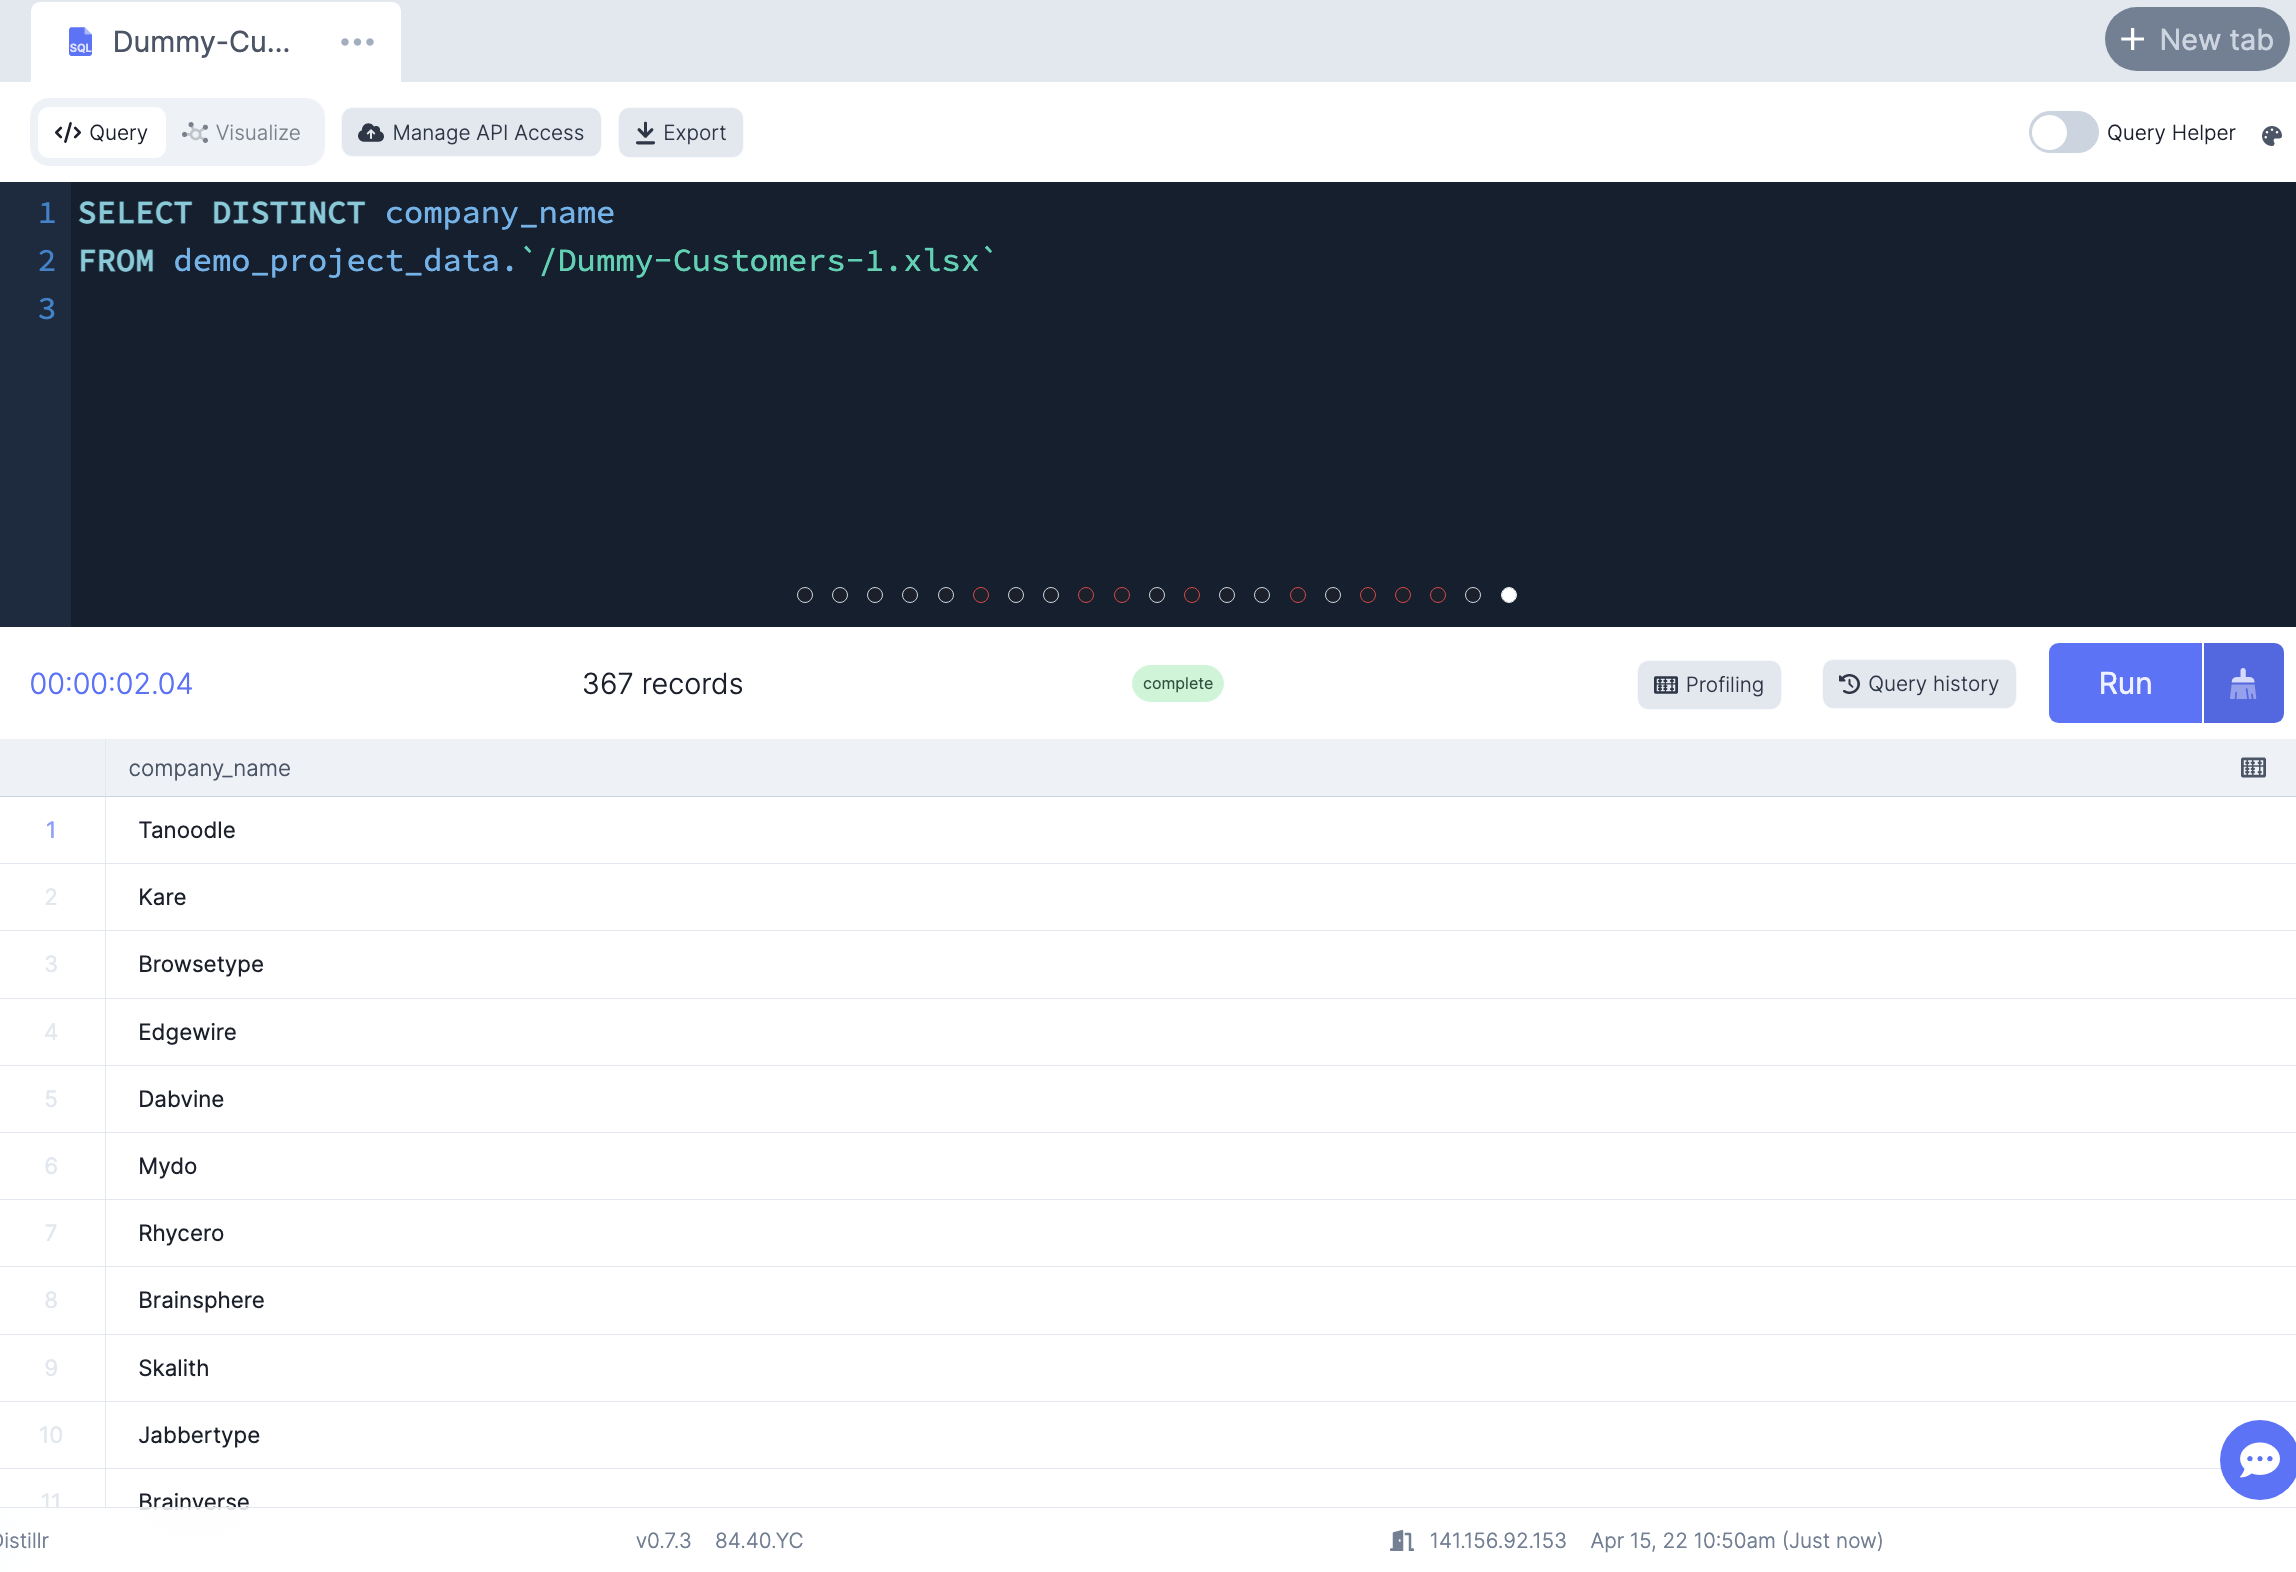 SQL Dummy-Cu... New tab
Query Visualize Manage API Access Export Query Helper
1 SELECT DISTINCT company_name
2 FROM demo_project_data.`/Dummy-Customers-1.xlsx`
3
00:00:02.04 367 records complete Profiling Query history Run
company_name
1 Tanoodle
2 Kare
3 Browsetype
4 Edgewire
5 Dabvine
6 Mydo
7 Rhycero
8 Brainsphere
9 Skalith
10 Jabbertype
11 Brainverse
Distillr v0.7.3 84.40.YC 141.156.92.153 Apr 15, 22 10:50am (Just now)